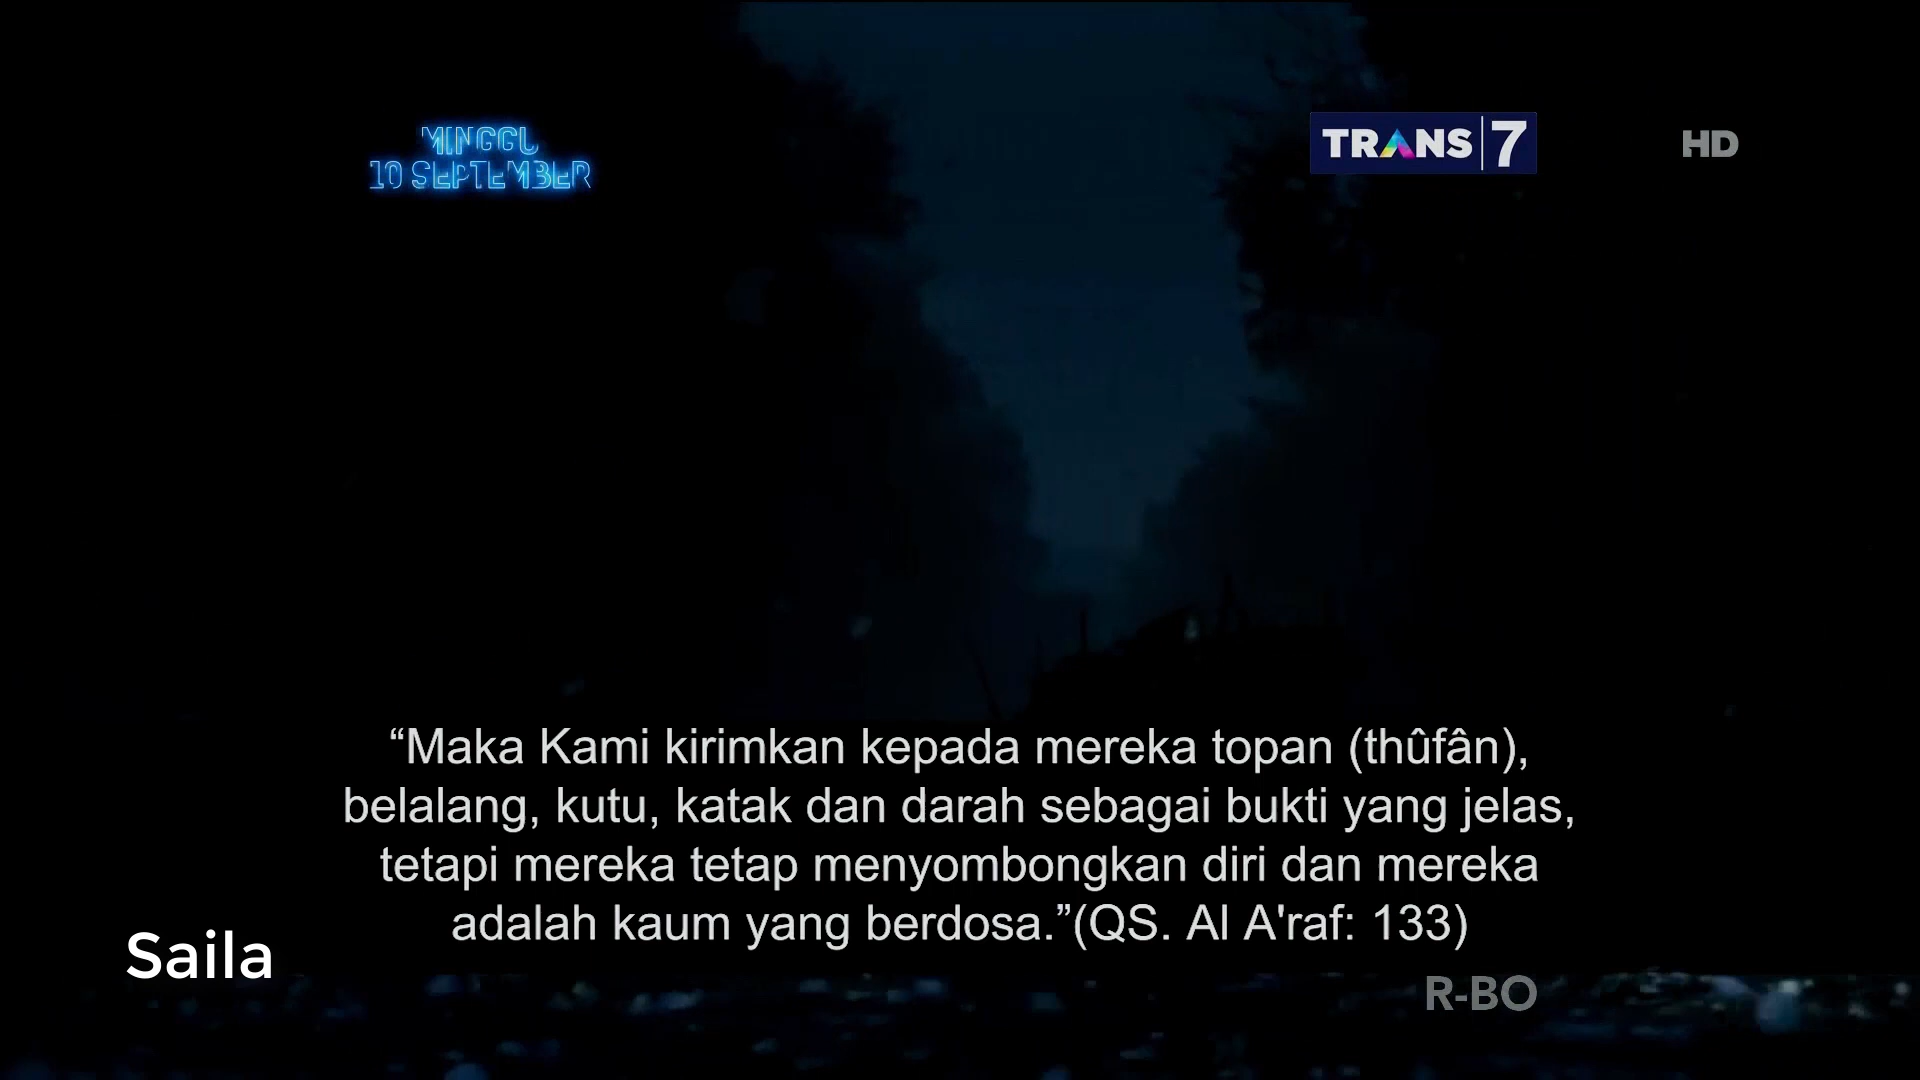 MINGGU
10 SEPTEMBER
TRANS|7
HD
“Maka Kami kirimkan kepada mereka topan (thûfân),
belalang, kutu, katak dan darah sebagai bukti yang jelas,
tetapi mereka tetap menyombongkan diri dan mereka
adalah kaum yang berdosa.”(QS. Al A'raf: 133)
Saila
R-BO